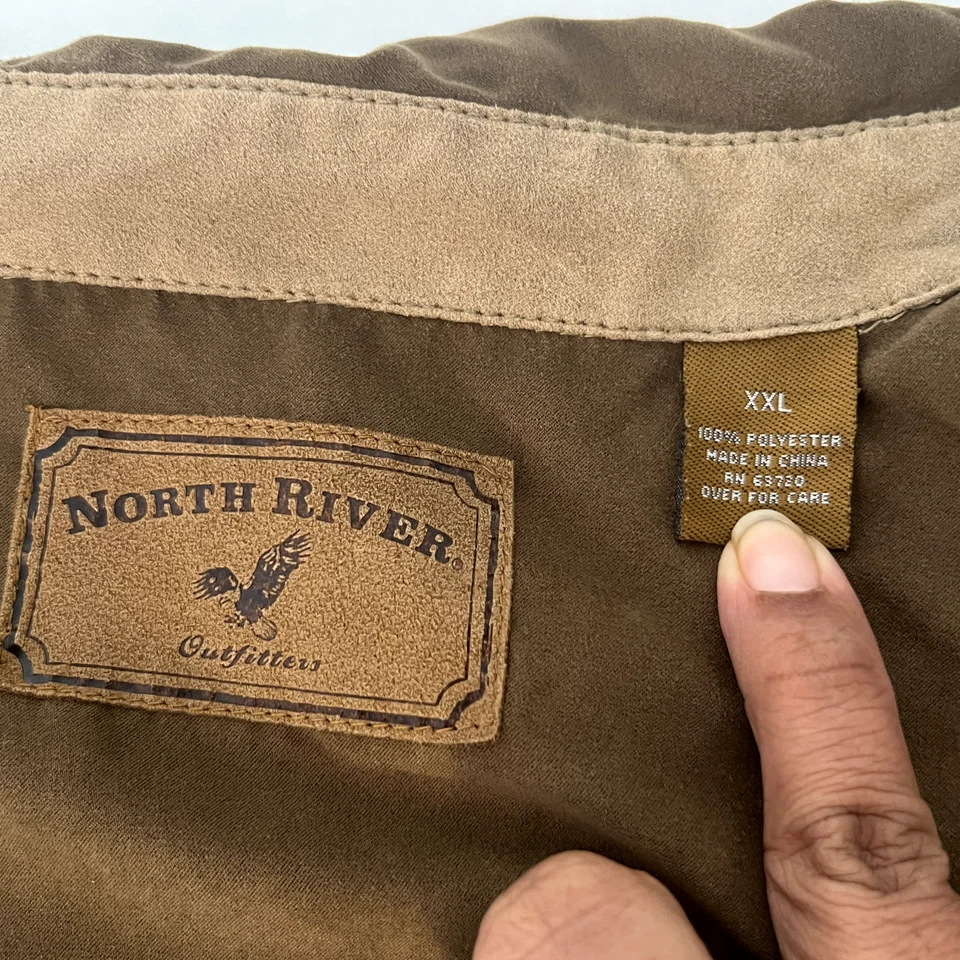 NORTH RIVER®
Outfitters
XXL
100% POLYESTER
MADE IN CHINA
RN 63720
OVER FOR CARE